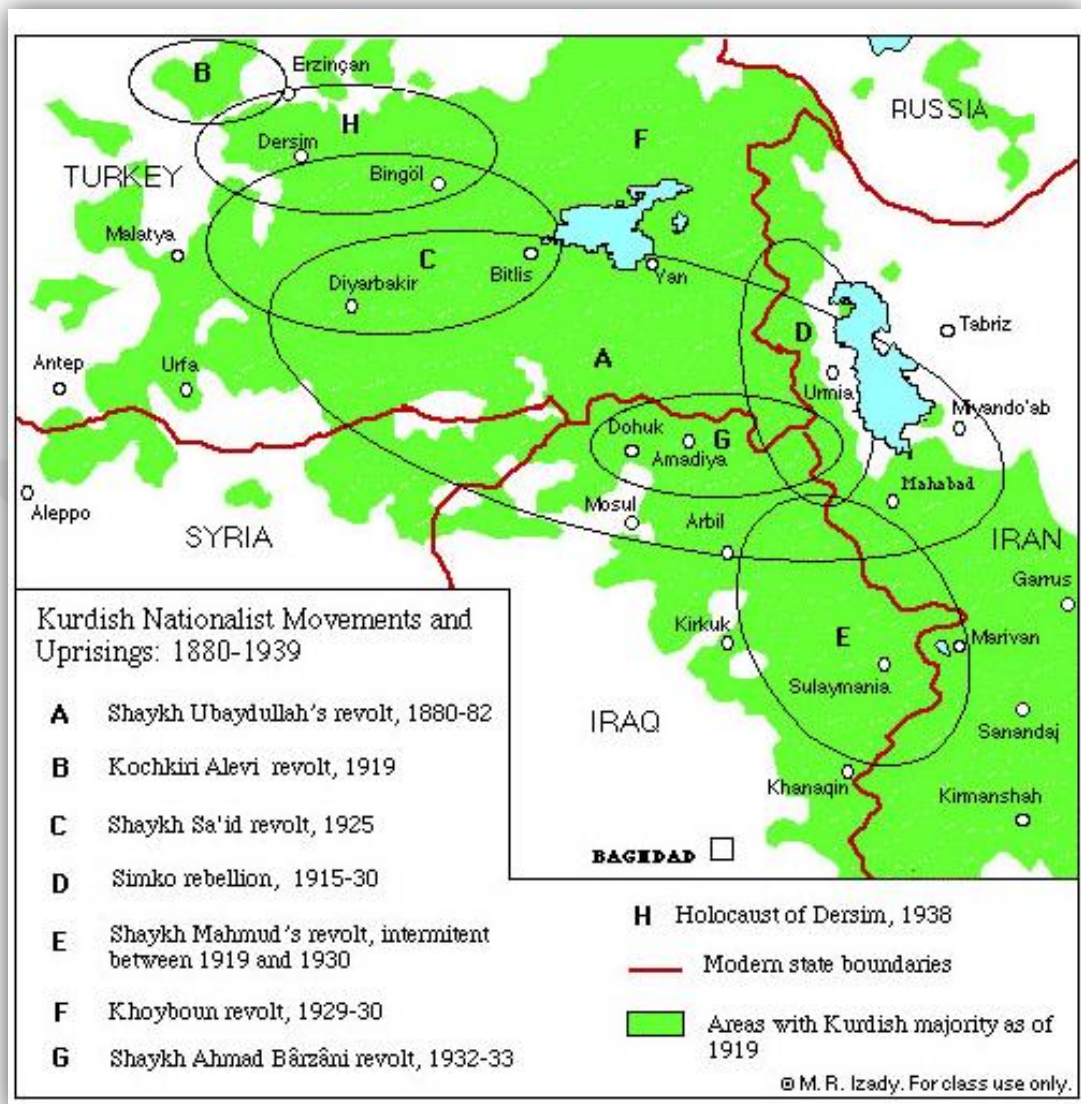 B
Erzinçan
RUSSIA
H
Dersim
F
TURKEY
Bingöl
Malatya
C
Bitlis
Van
Diyarbakir
D
Tabriz
A
Antep
Urfa
Urmia
Miyando'ab
Dohuk
G
Amadiya
Mahabad
Aleppo
Mosul
SYRIA
Arbil
IRAN
Garrus
Kirkuk
E
Marivan
Sulaymania
IRAQ
Sanandaj
Khanaqin
Kirmanshah
BAGHDAD
Kurdish Nationalist Movements and
Uprisings: 1880-1939
A Shaykh Ubaydullah's revolt, 1880-82
B Kochkiri Alevi revolt, 1919
C Shaykh Sa'id revolt, 1925
D Simko rebellion, 1915-30
E Shaykh Mahmud's revolt, intermitent
between 1919 and 1930
F Khoyboun revolt, 1929-30
G Shaykh Ahmad Bârzâni revolt, 1932-33
H Holocaust of Dersim, 1938
Modern state boundaries
Areas with Kurdish majority as of
1919
© M. R. Izady. For class use only.